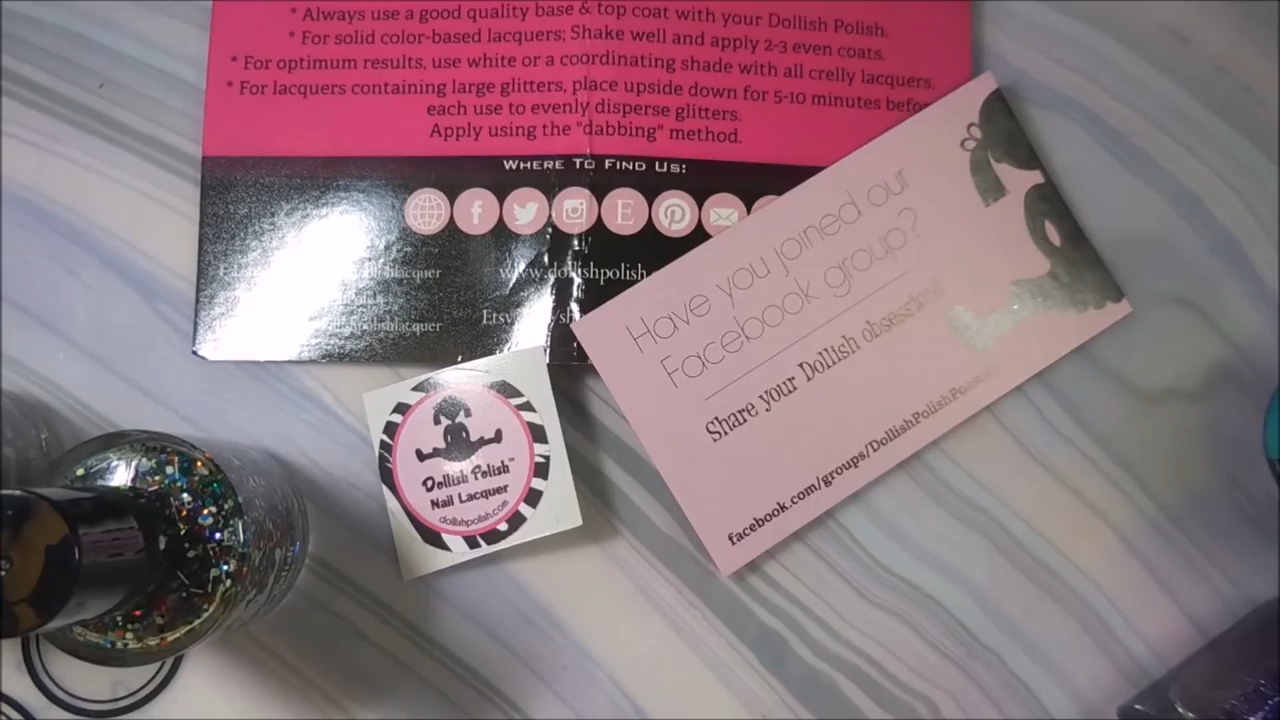 * Always use a good quality base & top coat with your Dollish Polish.
* For solid color-based lacquers; Shake well and apply 2-3 even coats.
* For optimum results, use white or a coordinating shade with all crelly lacquers.
* For lacquers containing large glitters, place upside down for 5-10 minutes
each use to evenly disperse glitters.
Apply using the "dabbing" method.
WHERE TO FIND US:
E
www.dollishpolish
Have you joined our
Facebook group?
Share your Dollish obsession!
facebook.com/groups/DollishPolish
Dollish Polish™
Nail Lacquer
dollishpolish.com